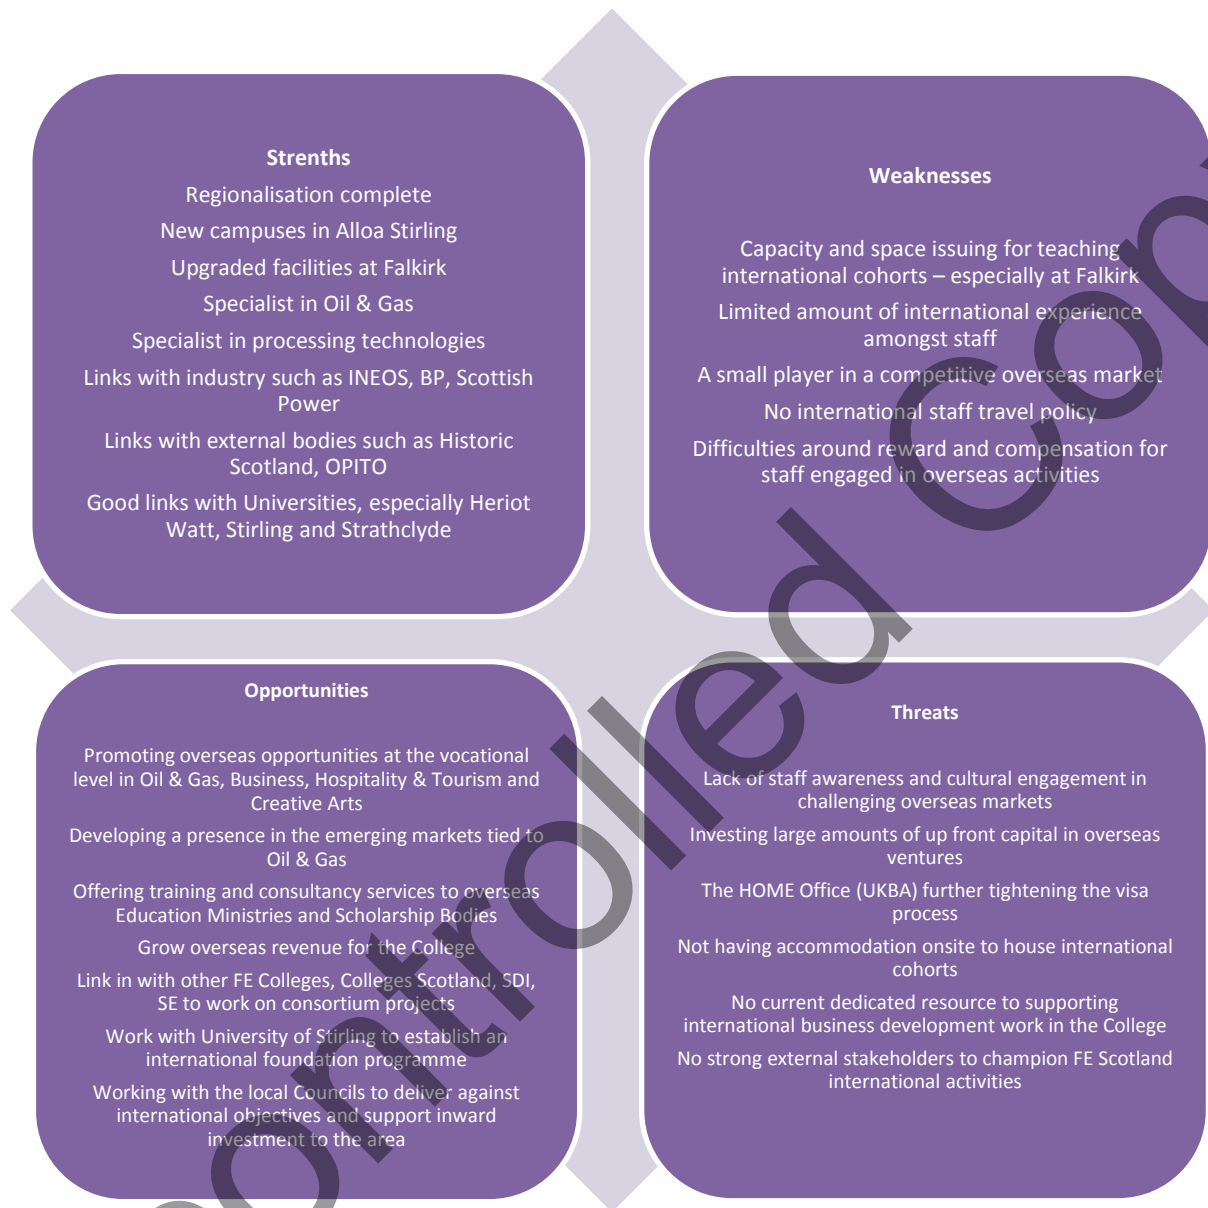 Strenths
Regionalisation complete
New campuses in Alloa Stirling
Upgraded facilities at Falkirk
Specialist in Oil & Gas
Specialist in processing technologies
Links with industry such as INEOS, BP, Scottish
Power
Links with external bodies such as Historic
Scotland, OPITO
Good links with Universities, especially Heriot
Watt, Stirling and Strathclyde
Weaknesses
Capacity and space issuing for teaching
international cohorts – especially at Falkirk
Limited amount of international experience
amongst staff
A small player in a competitive overseas market
No international staff travel policy
Difficulties around reward and compensation for
staff engaged in overseas activities
Opportunities
Promoting overseas opportunities at the vocational
level in Oil & Gas, Business, Hospitality & Tourism and
Creative Arts
Developing a presence in the emerging markets tied to
Oil & Gas
Offering training and consultancy services to overseas
Education Ministries and Scholarship Bodies
Grow overseas revenue for the College
Link in with other FE Colleges, Colleges Scotland, SDI,
SE to work on consortium projects
Work with University of Stirling to establish an
international foundation programme
Working with the local Councils to deliver against
international objectives and support inward
investment to the area
Threats
Lack of staff awareness and cultural engagement in
challenging overseas markets
Investing large amounts of up front capital in overseas
ventures
The HOME Office (UKBA) further tightening the visa
process
Not having accommodation onsite to house international
cohorts
No current dedicated resource to supporting
international business development work in the College
No strong external stakeholders to champion FE Scotland
international activities
ontrolled Cop